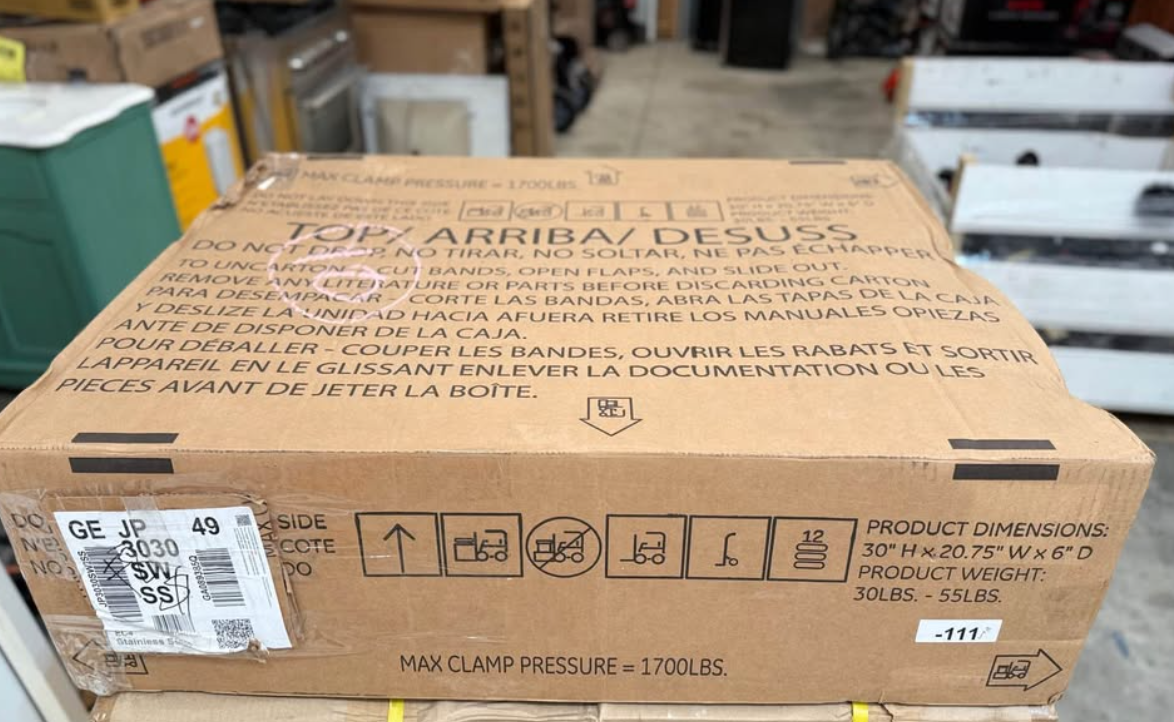 MAX CLAMP PRESSURE = 1700LBS.
TOP/ ARRIBA/ DESUSS
DO NOT DROP, NO TIRAR, NO SOLTAR, NE PAS ÉCHAPPER
TO UNCARTON - CUT BANDS, OPEN FLAPS, AND SLIDE OUT.
REMOVE ANY LITERATURE OR PARTS BEFORE DISCARDING CARTON
PARA DESEMPACAR - CORTE LAS BANDAS, ABRA LAS TAPAS DE LA CAJA
Y DESLIZE LA UNIDAD HACIA AFUERA RETIRE LOS MANUALES OPIEZAS
ANTE DE DISPONER DE LA CAJA.
POUR DÉBALLER - COUPER LES BANDES, OUVRIR LES RABATS ET SORTIR
LAPPAREIL EN LE GLISSANT ENLEVER LA DOCUMENTATION OU LES
PIECES AVANT DE JETER LA BOÎTE.
GE JP 49
3030
SW
SS
Stainless
SIDE
COTE
DO
12
PRODUCT DIMENSIONS:
30" H x 20.75" W x 6" D
PRODUCT WEIGHT:
30LBS. - 55LBS.
-111
MAX CLAMP PRESSURE = 1700LBS.